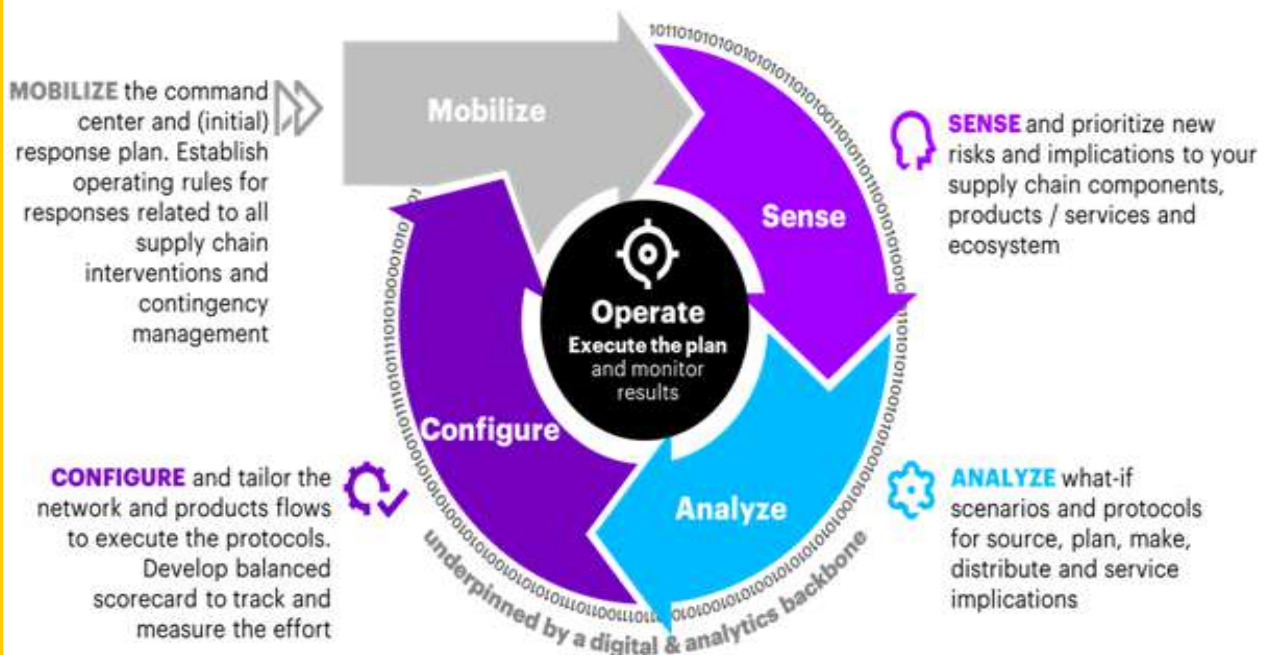 Mobilize
MOBILIZE the command
center and (initial)
response plan. Establish
operating rules for
responses related to all
supply chain
interventions and
contingency
management
SENSE and prioritize new
risks and implications to your
supply chain components,
products / services and
ecosystem
Sense
Operate
Execute the plan
and monitor
results
Configure
CONFIGURE and tailor the
network and products flows
to execute the protocols.
Develop balanced
scorecard to track and
measure the effort
Analyze
ANALYZE what-if
scenarios and protocols
for source, plan, make,
distribute and service
implications
underpinned by a digital & analytics backbone